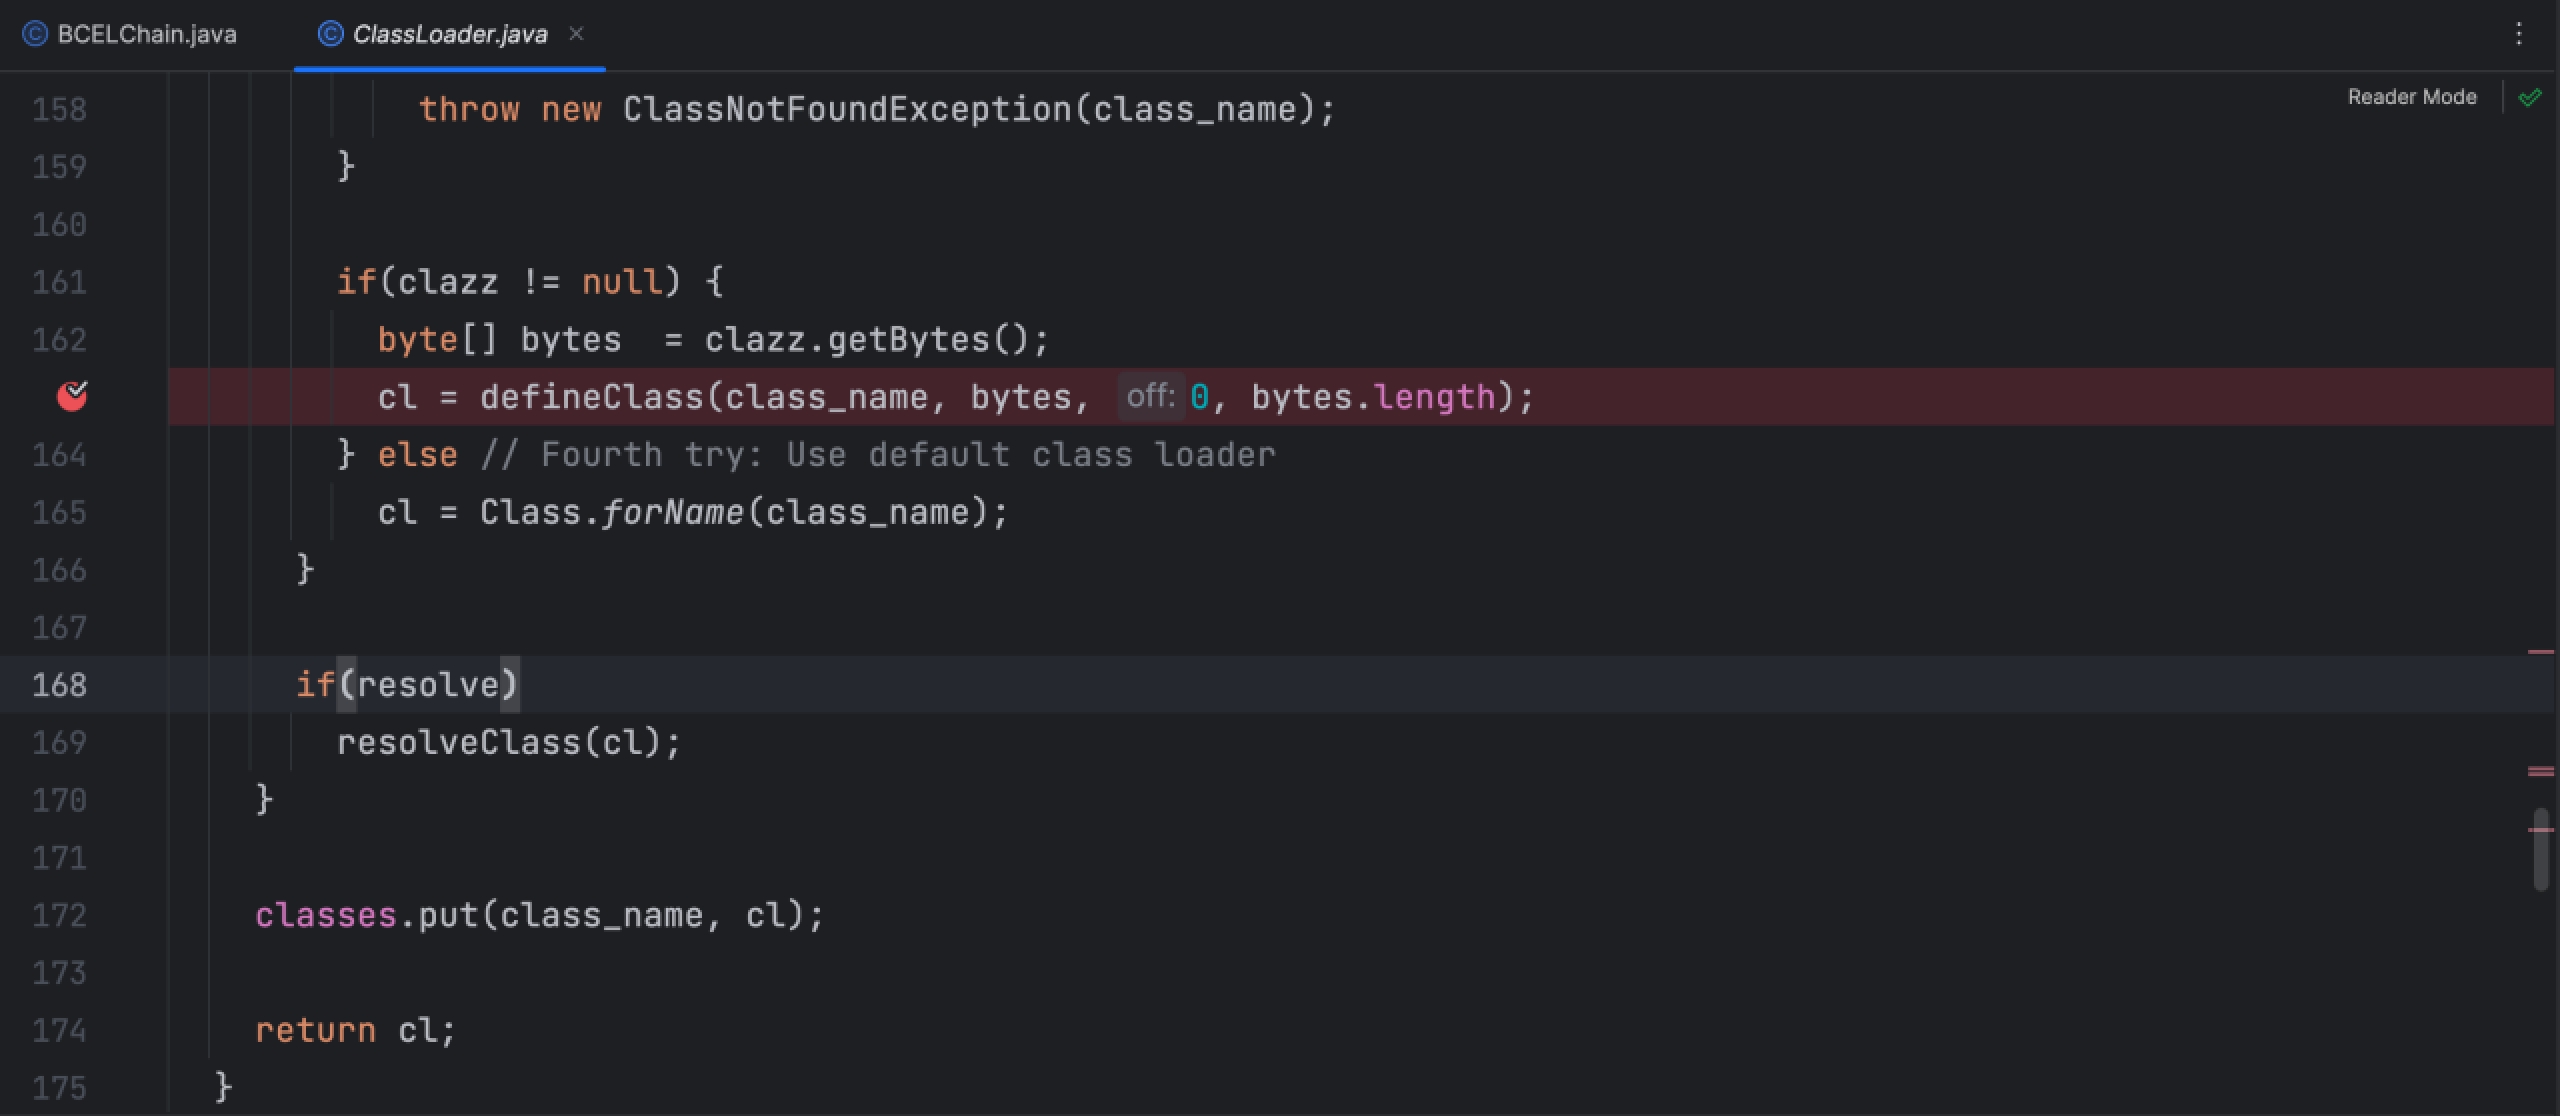 BCELChain.java ClassLoader.java
Reader Mode
158 throw new ClassNotFoundException(class_name);
159 }
160
161 if(clazz != null) {
162 byte[] bytes  = clazz.getBytes();
cl = defineClass(class_name, bytes, off: 0, bytes.length);
164 } else // Fourth try: Use default class loader
165 cl = Class.forName(class_name);
166 }
167
168 if(resolve)
169 resolveClass(cl);
170 }
171
172 classes.put(class_name, cl);
173
174 return cl;
175 }